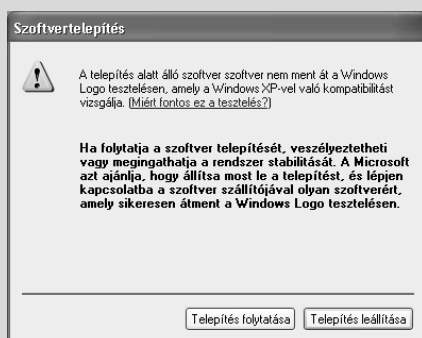 Szoftvertelepítés
A telepítés alatt álló szoftver szoftver nem ment át a Windows
Logo tesztelésen, amely a Windows XP-vel való kompatibilitást
vizsgálja. (Miért fontos ez a tesztelés?)
Ha folytatja a szoftver telepítését, veszélyeztetheti
vagy megingathatja a rendszer stabilitását. A Microsoft
azt ajánlja, hogy állítsa most le a telepítést, és lépjen
kapcsolatba a szoftver szállítójával olyan szoftverért,
amely sikeresen átment a Windows Logo tesztelésen.
Telepítés folytatása Telepítés leállítása